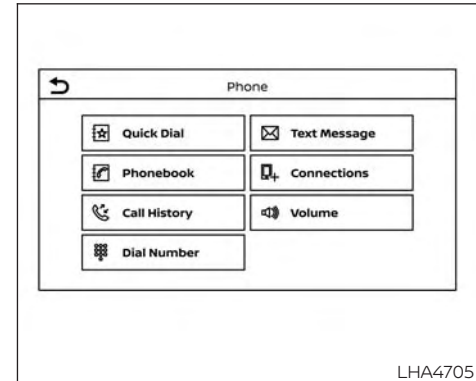 Phone
Quick Dial
Text Message
Phonebook
Connections
Call History
Volume
Dial Number
LHA4705